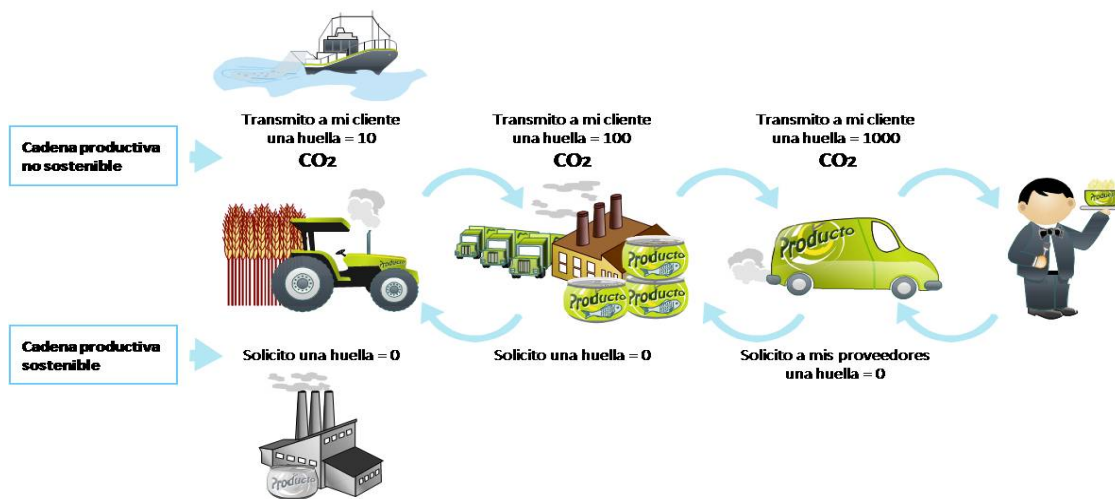 Transmito a mi cliente
una huella = 10
CO2
Transmito a mi cliente
una huella = 100
CO2
Transmito a mi cliente
una huella = 1000
CO2
Cadena productiva
no sostenible
Producto
Producto
Producto
Producto
Producto
Cadena productiva
sostenible
Solicito una huella = 0
Solicito una huella = 0
Solicito a mis proveedores
una huella = 0
Producto